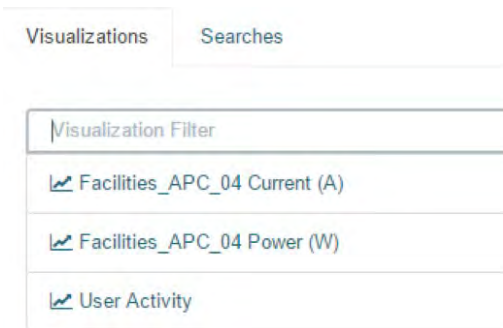 Visualizations Searches
Visualization Filter
Facilities_APC_04 Current (A)
Facilities_APC_04 Power (W)
User Activity